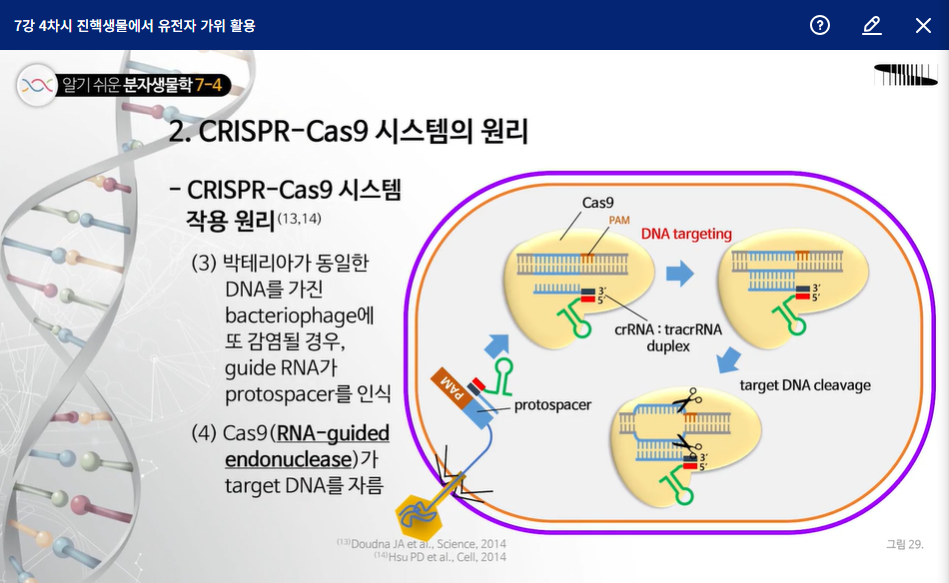 7강 4차시 진핵생물에서 유전자 가위 활용
알기 쉬운 분자생물학 7-4
2. CRISPR-Cas9 시스템의 원리
- CRISPR-Cas9 시스템
작용 원리(13,14)
(3) 박테리아가 동일한
DNA를 가진
bacteriophage에
또 감염될 경우,
guide RNA가
protospacer를 인식
(4) Cas9(RNA-guided
endonuclease)가
target DNA를 자름
Cas9
PAM
DNA targeting
3'
5'
3'
5'
crRNA : tracrRNA
duplex
PAM
protospacer
target DNA cleavage
3'
5'
(13)Doudna JA et al., Science, 2014
(14)Hsu PD et al., Cell, 2014
그림 29.